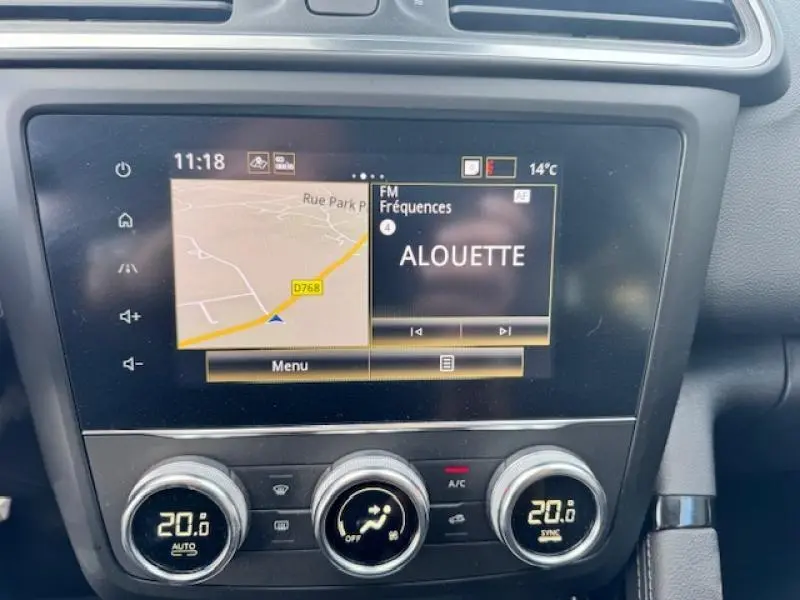 11:18
14°C
Rue Park P
D768
FM
Fréquences
AF
4
ALOUETTE
Menu
20.0
AUTO
OFF
A/C
20.0
SYNC